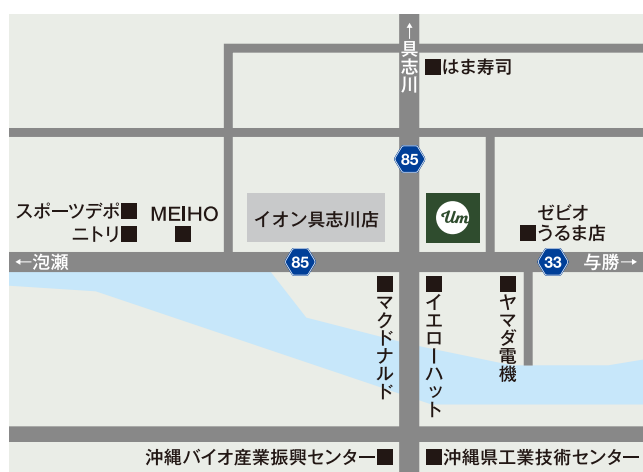 ↑具志川
はま寿司
85
スポーツデポ
ニトリ
MEIHO
イオン具志川店
um
ゼビオ
うるま店
←泡瀬
85
33
与勝→
マクドナルド
イエローハット
ヤマダ電機
沖縄バイオ産業振興センター
沖縄県工業技術センター